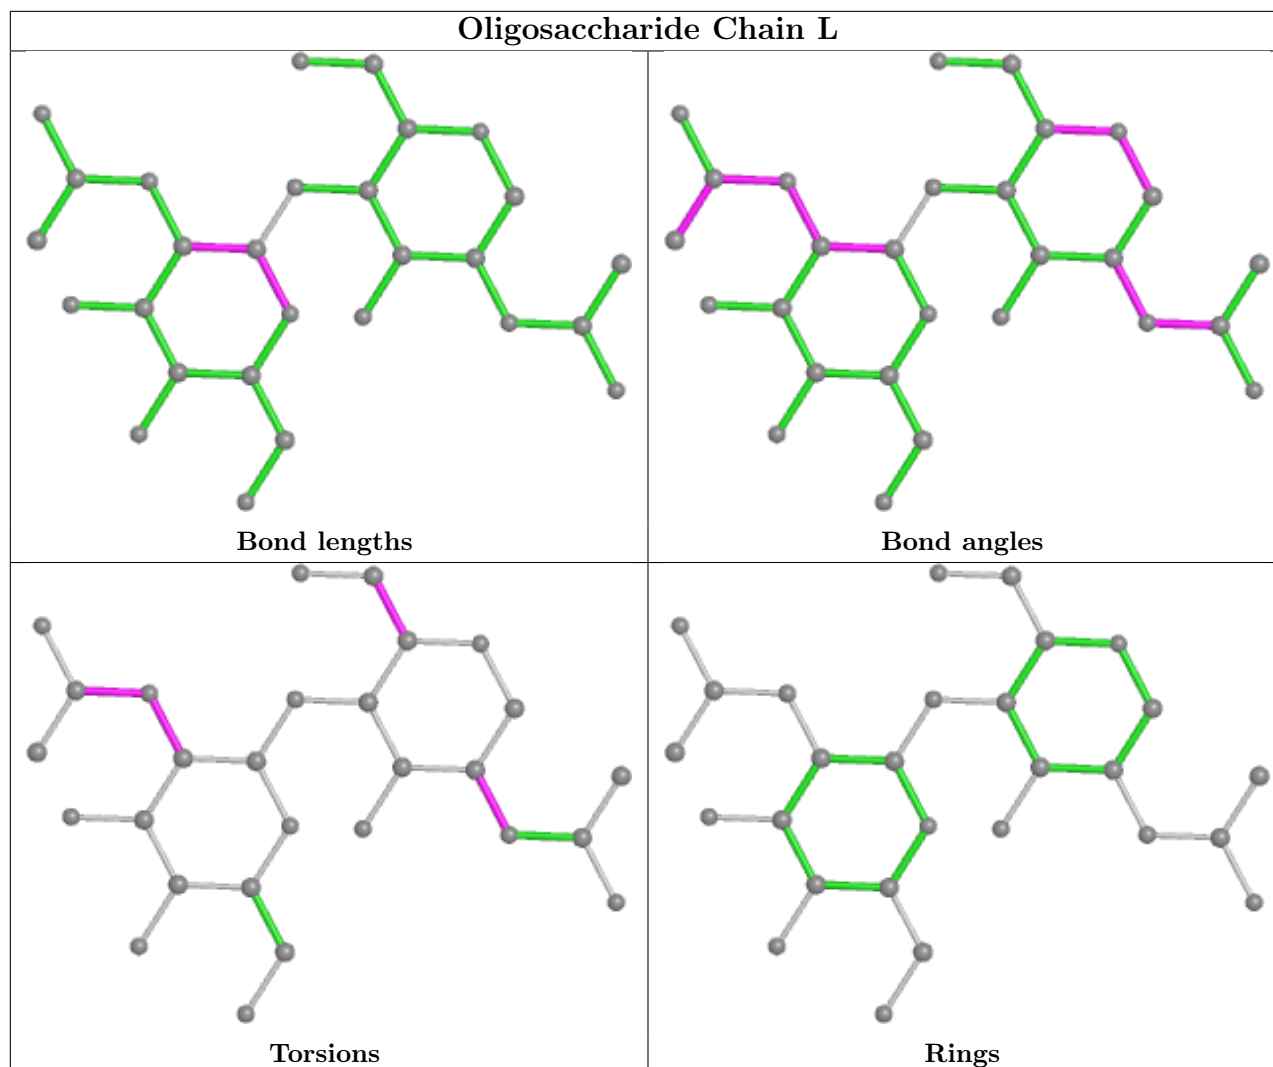 Oligosaccharide Chain L
Bond lengths
Bond angles
Torsions
Rings